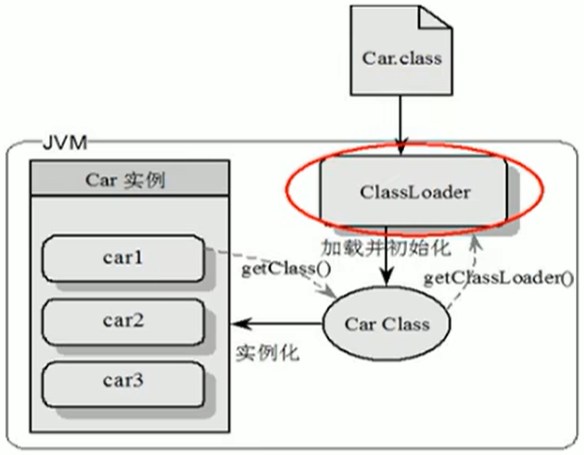 Car.class
JVM
Car 实例
ClassLoader
加载并初始化
car1
getClass()
getClassLoader()
car2
Car Class
实例化
car3